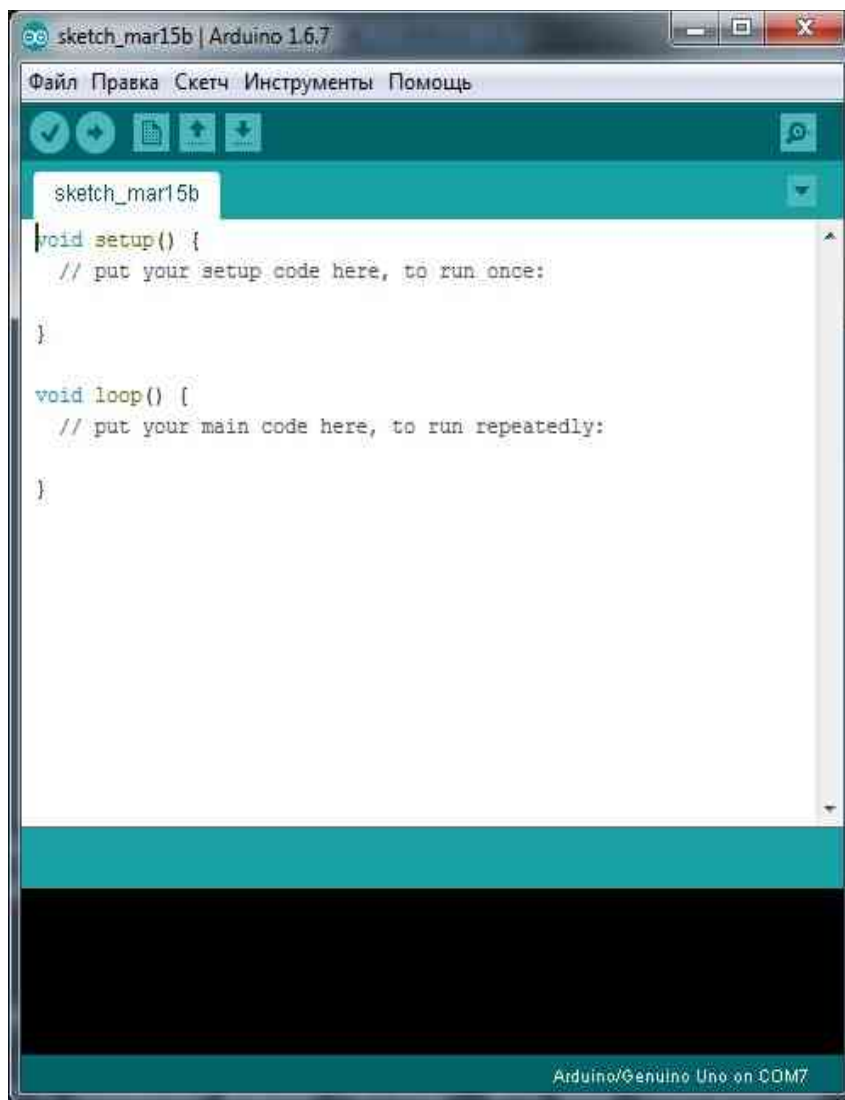 sketch_mar15b | Arduino 1.6.7
Файл Правка Скетч Инструменты Помощь
sketch_mar15b
void setup() {
  // put your setup code here, to run once:
}
void loop() {
  // put your main code here, to run repeatedly:
}
Arduino/Genuino Uno on COM7